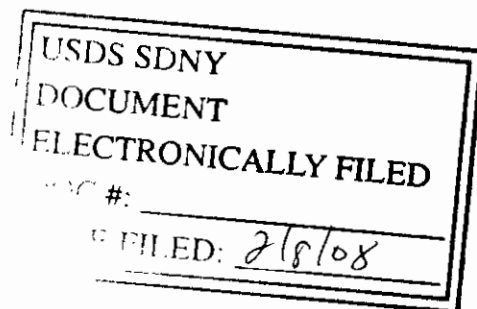 USDS SDNY
DOCUMENT
ELECTRONICALLY FILED
#:
FILED: 2/8/08